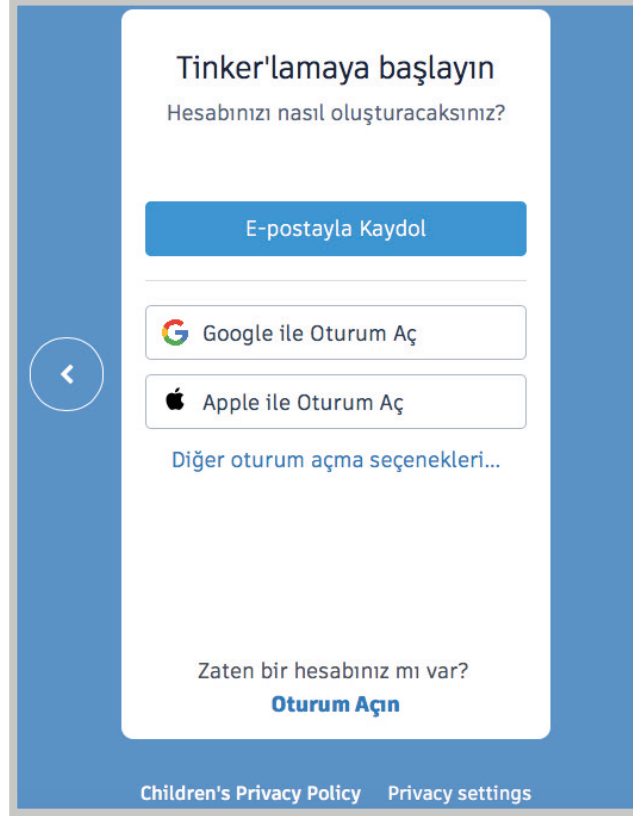 Tinker'lamaya başlayın
Hesabınızı nasıl oluşturacaksınız?
E-postayla Kaydol
Google ile Oturum Aç
Apple ile Oturum Aç
Diğer oturum açma seçenekleri...
Zaten bir hesabınız mı var?
Oturum Açın
Children's Privacy Policy Privacy settings